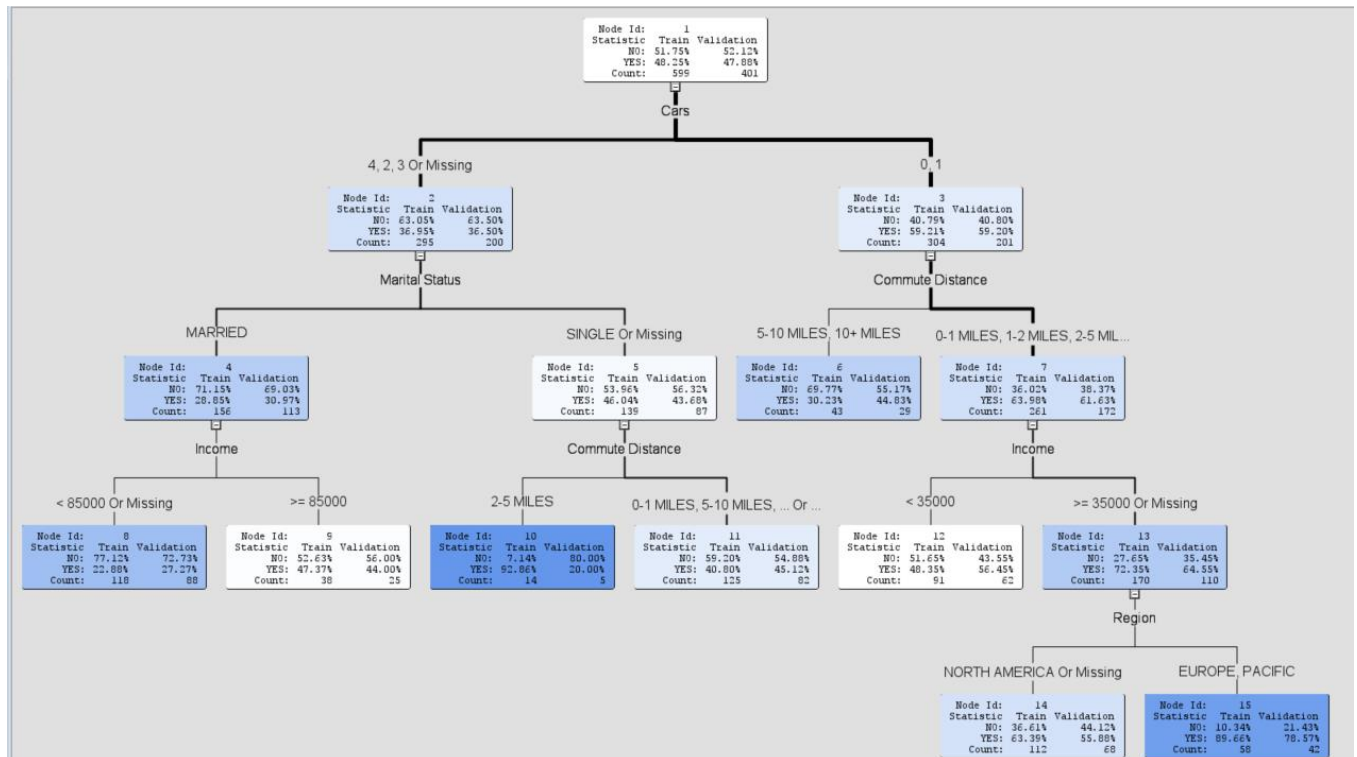 Node Id: 1
Statistic Train Validation
NO: 51.75% 52.12%
YES: 48.25% 47.88%
Count: 599 401
Cars
4, 2, 3 Or Missing
0, 1
Node Id: 2
Statistic Train Validation
NO: 63.05% 63.50%
YES: 36.95% 36.50%
Count: 295 200
Node Id: 3
Statistic Train Validation
NO: 40.79% 40.80%
YES: 59.21% 59.20%
Count: 304 201
Marital Status
Commute Distance
MARRIED
SINGLE Or Missing
5-10 MILES, 10+ MILES
0-1 MILES, 1-2 MILES, 2-5 MIL...
Node Id: 4
Statistic Train Validation
NO: 71.15% 69.03%
YES: 28.85% 30.97%
Count: 156 113
Node Id: 5
Statistic Train Validation
NO: 53.96% 56.32%
YES: 46.04% 43.68%
Count: 139 87
Node Id: 6
Statistic Train Validation
NO: 69.77% 55.17%
YES: 30.23% 44.83%
Count: 43 29
Node Id: 7
Statistic Train Validation
NO: 36.02% 38.37%
YES: 63.98% 61.63%
Count: 261 172
Income
Commute Distance
Income
< 85000 Or Missing
>= 85000
2-5 MILES
0-1 MILES, 5-10 MILES, ... Or ...
< 35000
>= 35000 Or Missing
Node Id: 8
Statistic Train Validation
NO: 77.12% 72.73%
YES: 22.88% 27.27%
Count: 118 88
Node Id: 9
Statistic Train Validation
NO: 52.63% 56.00%
YES: 47.37% 44.00%
Count: 38 25
Node Id: 10
Statistic Train Validation
NO: 7.14% 80.00%
YES: 92.86% 20.00%
Count: 14 5
Node Id: 11
Statistic Train Validation
NO: 59.20% 54.88%
YES: 40.80% 45.12%
Count: 125 82
Node Id: 12
Statistic Train Validation
NO: 51.65% 43.55%
YES: 48.35% 56.45%
Count: 91 62
Node Id: 13
Statistic Train Validation
NO: 27.65% 35.45%
YES: 72.35% 64.55%
Count: 170 110
Region
NORTH AMERICA Or Missing
EUROPE, PACIFIC
Node Id: 14
Statistic Train Validation
NO: 36.61% 44.12%
YES: 63.39% 55.88%
Count: 112 68
Node Id: 15
Statistic Train Validation
NO: 10.34% 21.43%
YES: 89.66% 78.57%
Count: 58 42